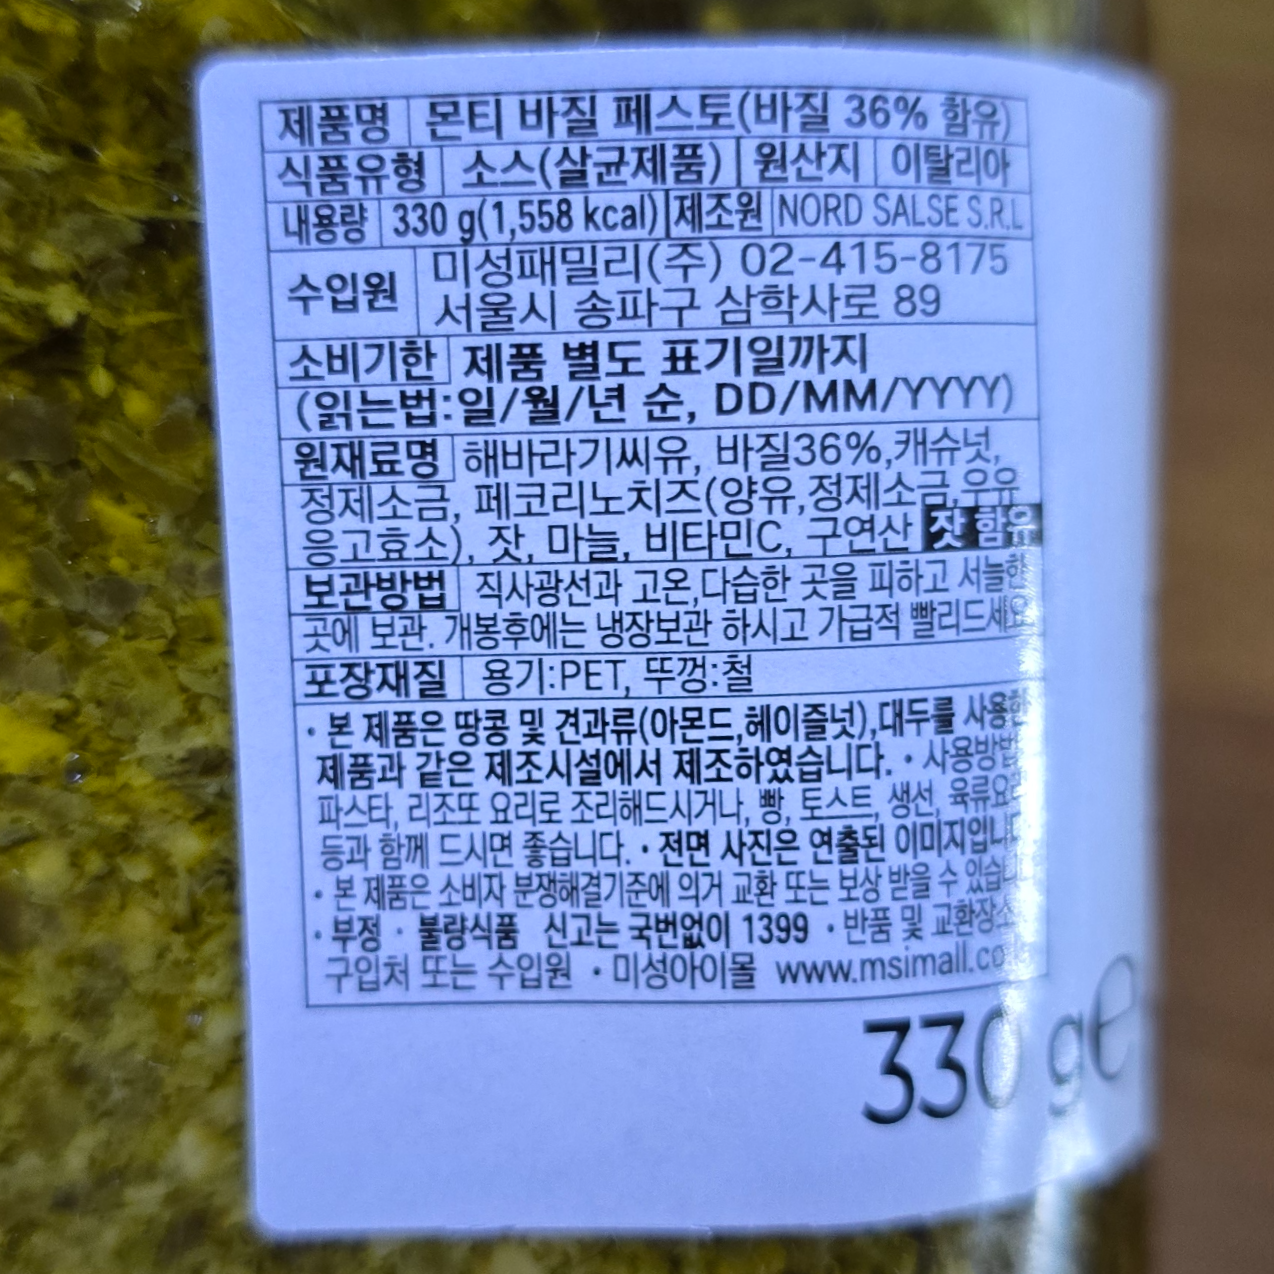 제품명 몬티 바질 페스토(바질 36% 함유)
식품유형 소스(살균제품) 원산지 이탈리아
내용량 330 g(1,558 kcal) 제조원 NORD SALSE S.R.L
수입원 미성패밀리(주) 02-415-8175
서울시 송파구 삼학사로 89
소비기한 제품 별도 표기일까지
(읽는법:일/월/년 순, DD/MM/YYYY)
원재료명 해바라기씨유, 바질36%,캐슈넛,
정제소금, 페코리노치즈(양유,정제소금,우유
응고효소), 잣, 마늘, 비타민C, 구연산 잣 함유
보관방법 직사광선과 고온,다습한 곳을 피하고 서늘한
곳에 보관. 개봉후에는 냉장보관 하시고 가급적 빨리드세요
포장재질 용기:PET, 뚜껑:철
· 본 제품은 땅콩 및 견과류(아몬드,헤이즐넛),대두를 사용한
제품과 같은 제조시설에서 제조하였습니다. · 사용방법
파스타, 리조또 요리로 조리해드시거나, 빵, 토스트, 생선, 육류요리
등과 함께 드시면 좋습니다. · 전면 사진은 연출된 이미지입니
· 본 제품은 소비자 분쟁해결기준에 의거 교환 또는 보상 받을 수 있습니
· 부정 · 불량식품 신고는 국번없이 1399 · 반품 및 교환장소
구입처 또는 수입원 · 미성아이몰 www.msimall.co
330 ge